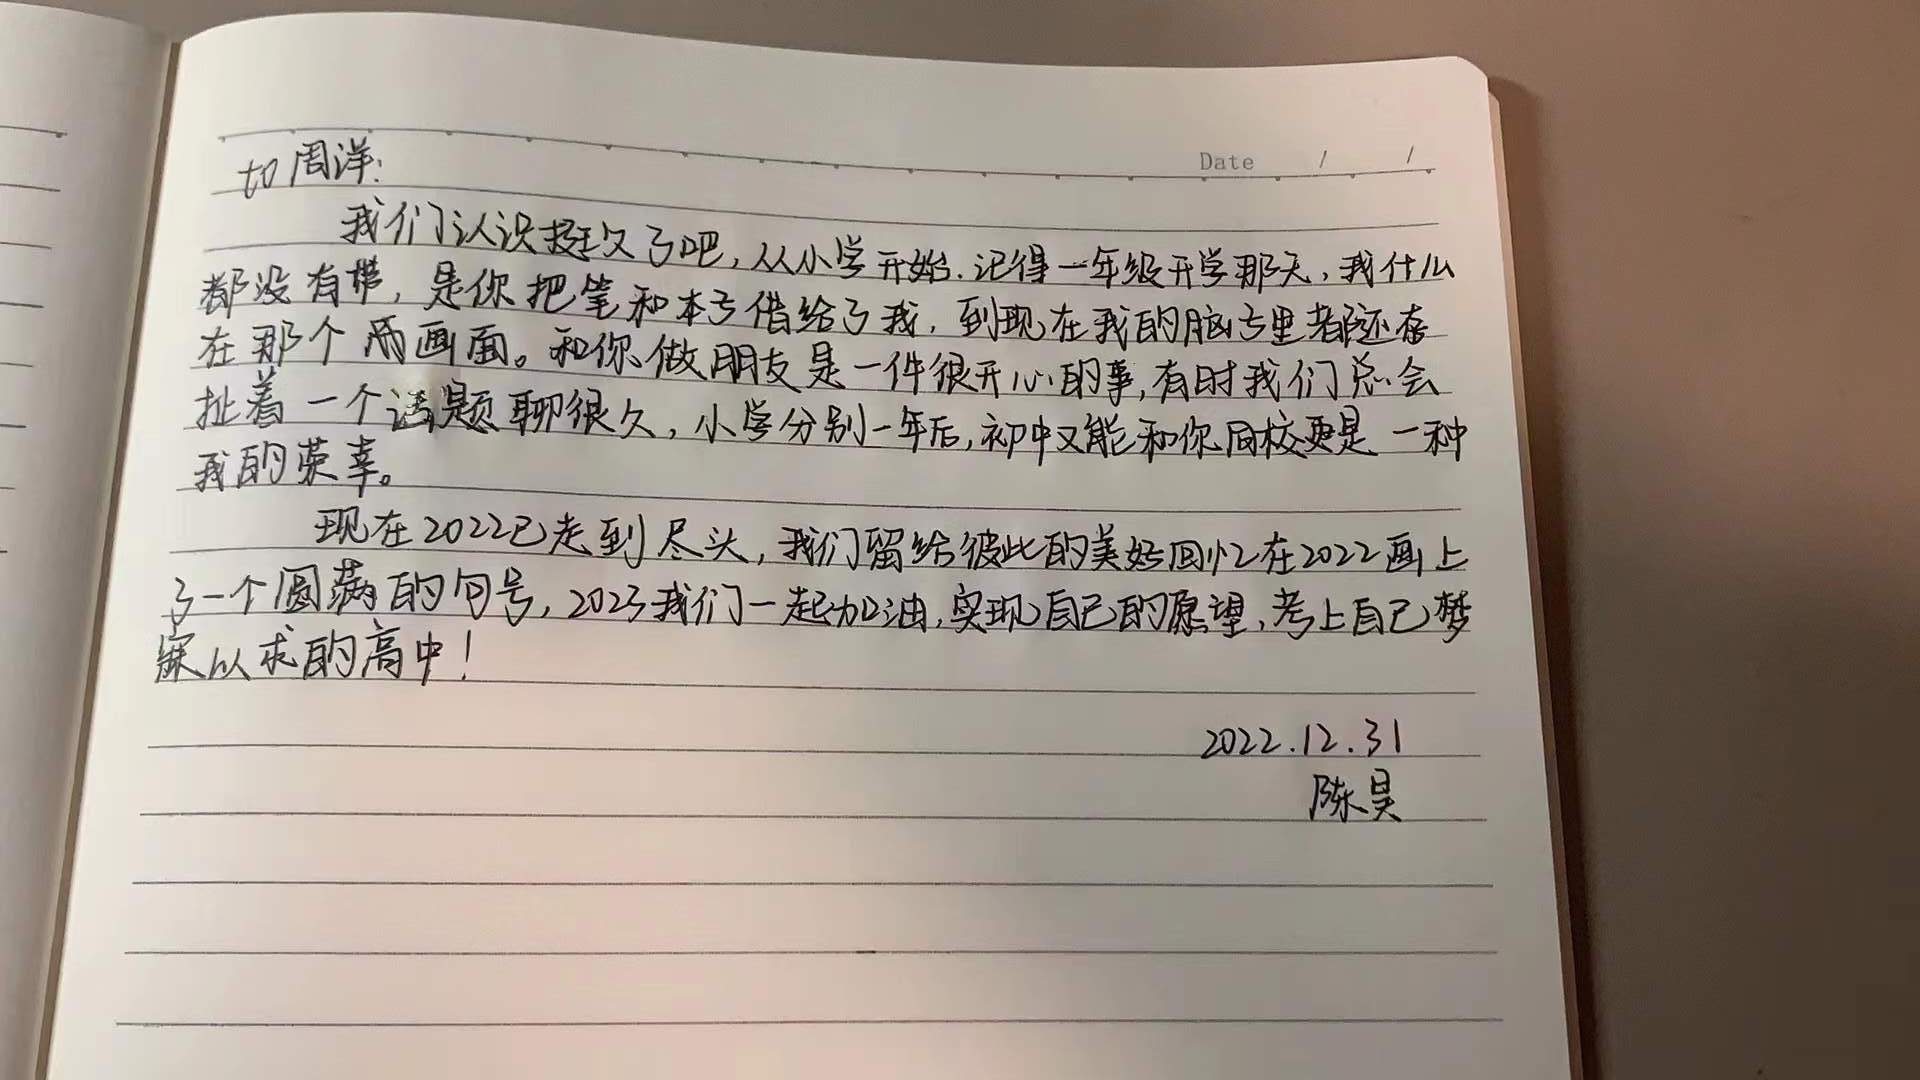 Date / /
to 周洋:
我们认识挺久了吧,从小学开始.记得一年级开学那天,我什么
都没有带,是你把笔和本子借给了我,到现在我的脑子里都还存
在那个画面。和你做朋友是一件很开心的事,有时我们总会
扯着一个话题聊很久,小学分别一年后,初中又能和你同校更是一种
我的荣幸。
现在2022已走到尽头,我们留给彼此的美好回忆在2022画上
了一个圆满的句号,2023我们一起加油,实现自己的愿望,考上自己梦
寐以求的高中!
2022.12.31
陈昊